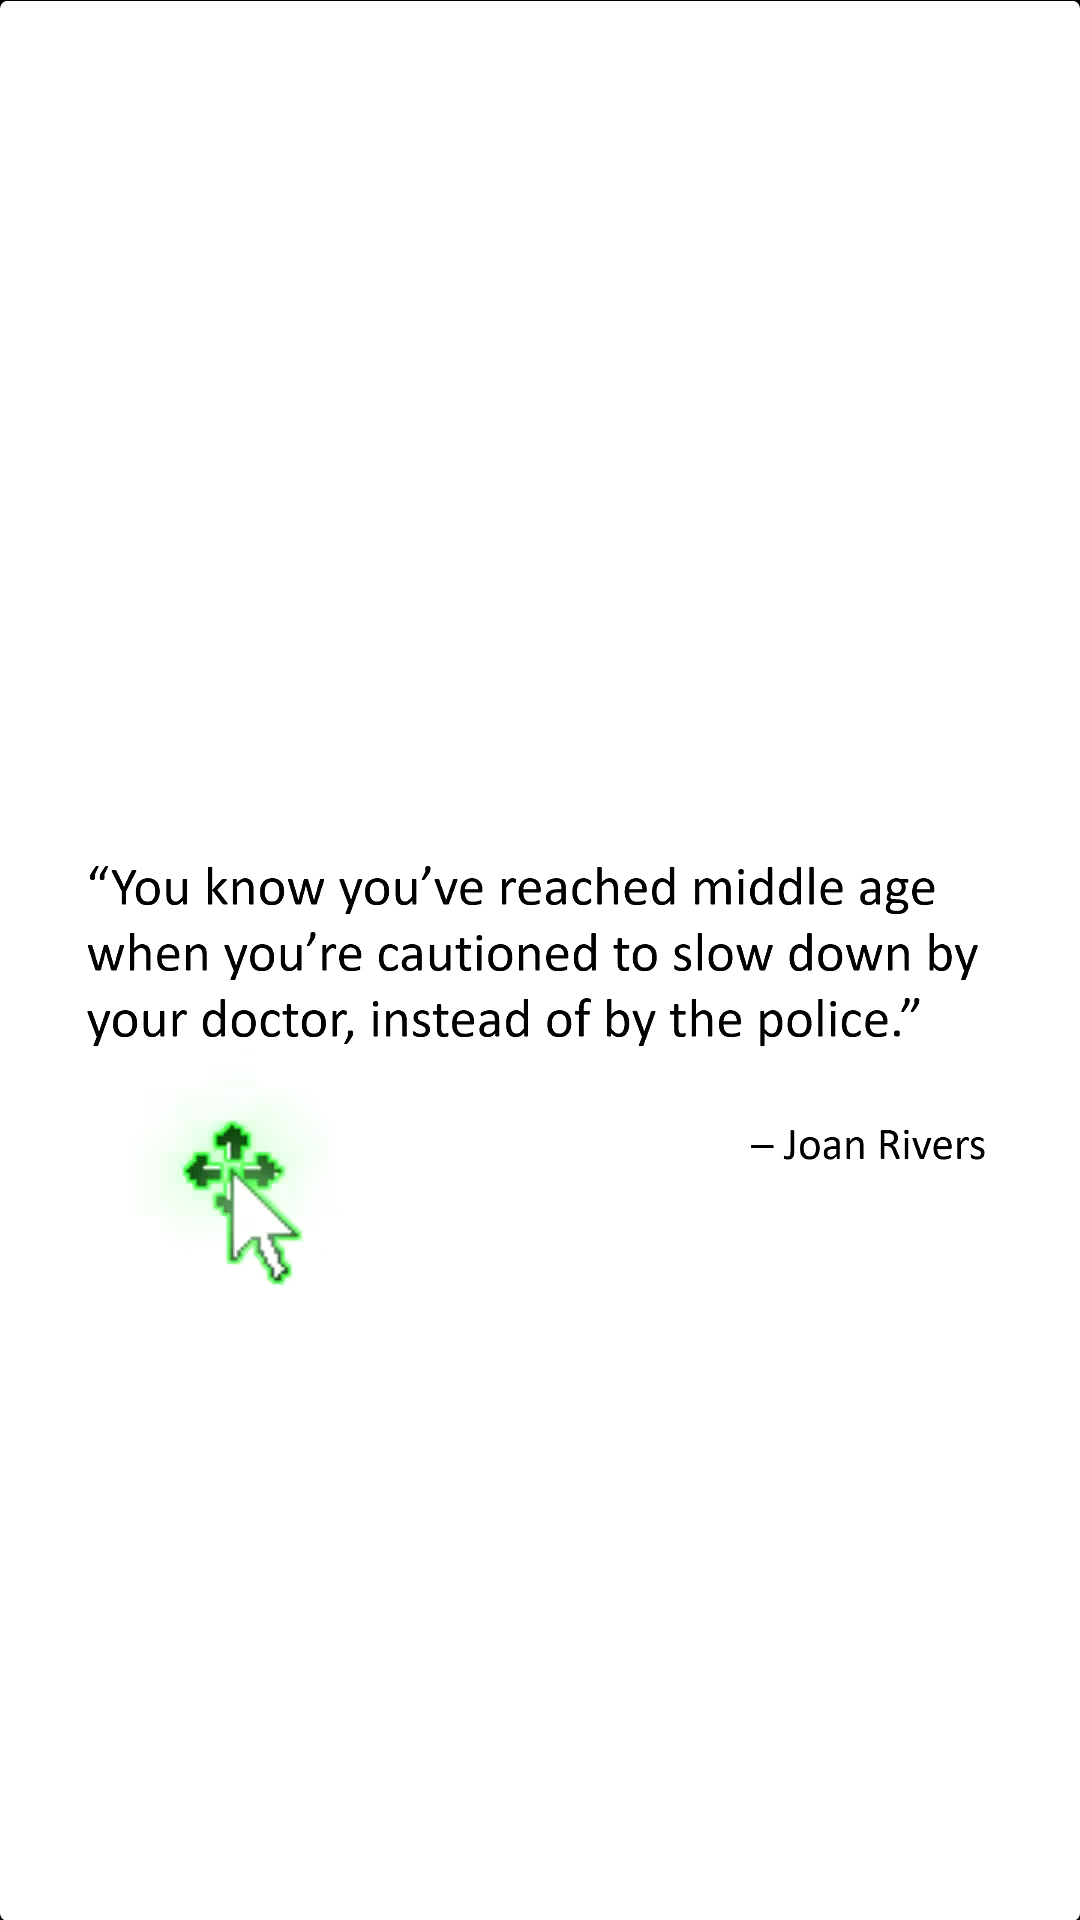 “You know you’ve reached middle age
when you’re cautioned to slow down by
your doctor, instead of by the police.”
– Joan Rivers